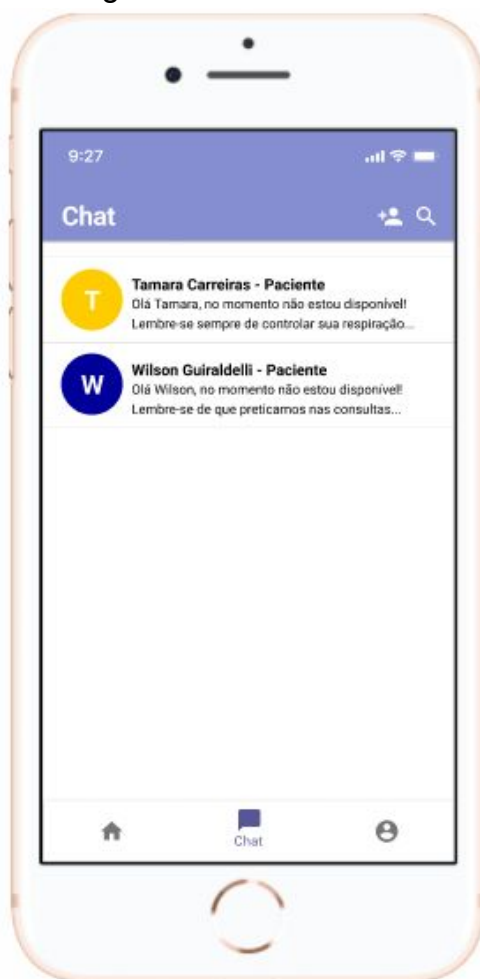 9:27
Chat
T
Tamara Carreiras - Paciente
Olá Tamara, no momento não estou disponível!
Lembre-se sempre de controlar sua respiração...
W
Wilson Guiraldelli - Paciente
Olá Wilson, no momento não estou disponível!
Lembre-se de que preticamos nas consultas...
Chat